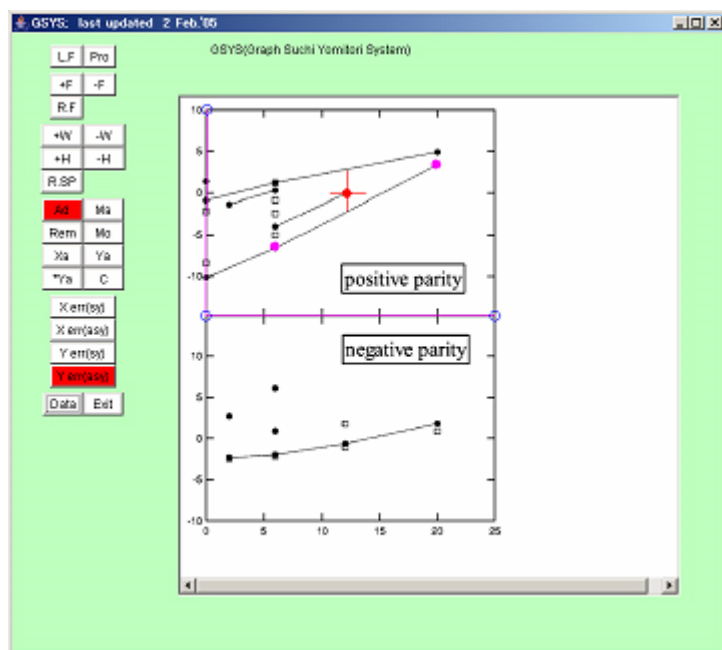 GSYS; last updated 2 Feb.'05
GSYS(Graph Suchi Yomitori System)
L.F Pro
+F -F
R.F
+W -W
+H -H
R.SP
Ad Ma
Rem Mo
Xa Ya
*Ya C
X err(sy)
X err(asy)
Y err(sy)
Y err(asy)
Data Exit
10
5
0
-5
-10
positive parity
negative parity
10
5
0
-5
-10
0 5 10 15 20 25